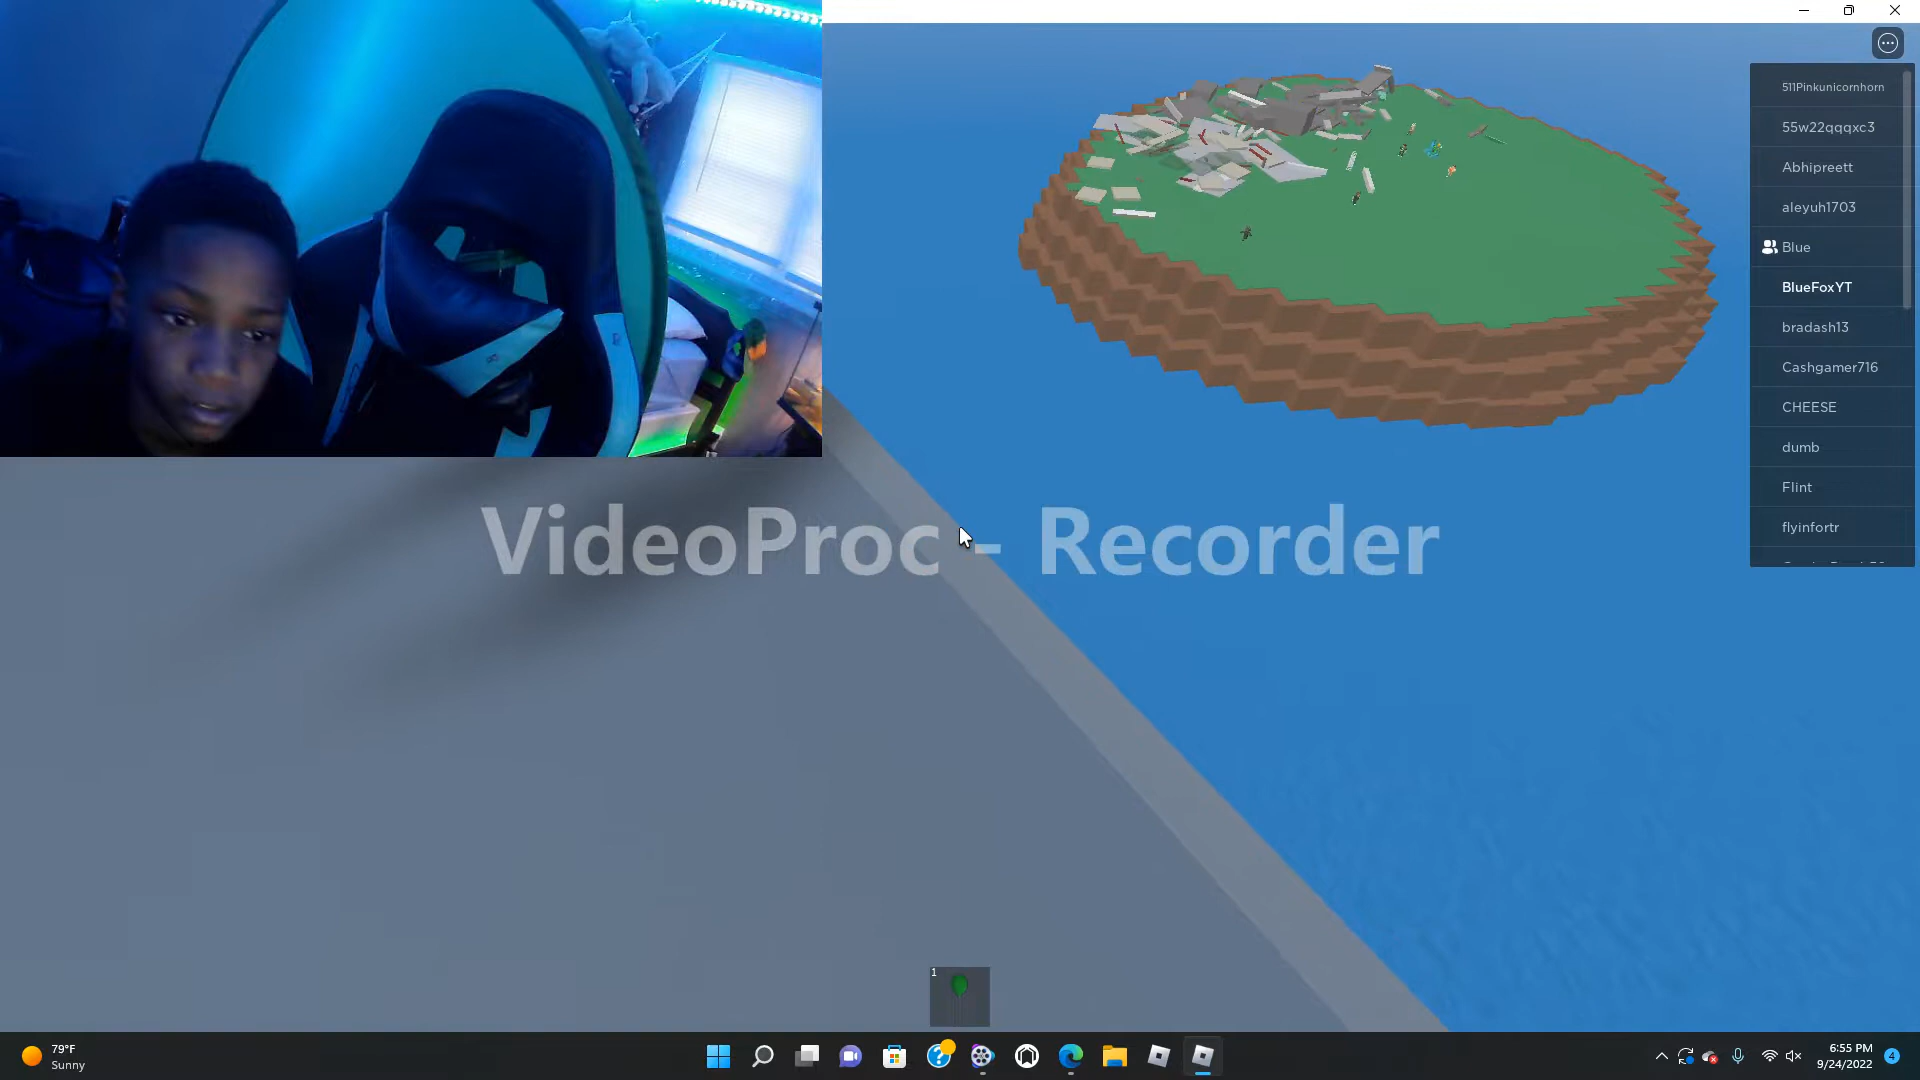 511Pinkunicornhorn
55w22qqqxc3
Abhipreett
aleyuh1703
Blue
BlueFoxYT
bradash13
Cashgamer716
CHEESE
dumb
Flint
flyinfortr
VideoProc - Recorder
1
79°F
Sunny
6:55 PM
9/24/2022
4